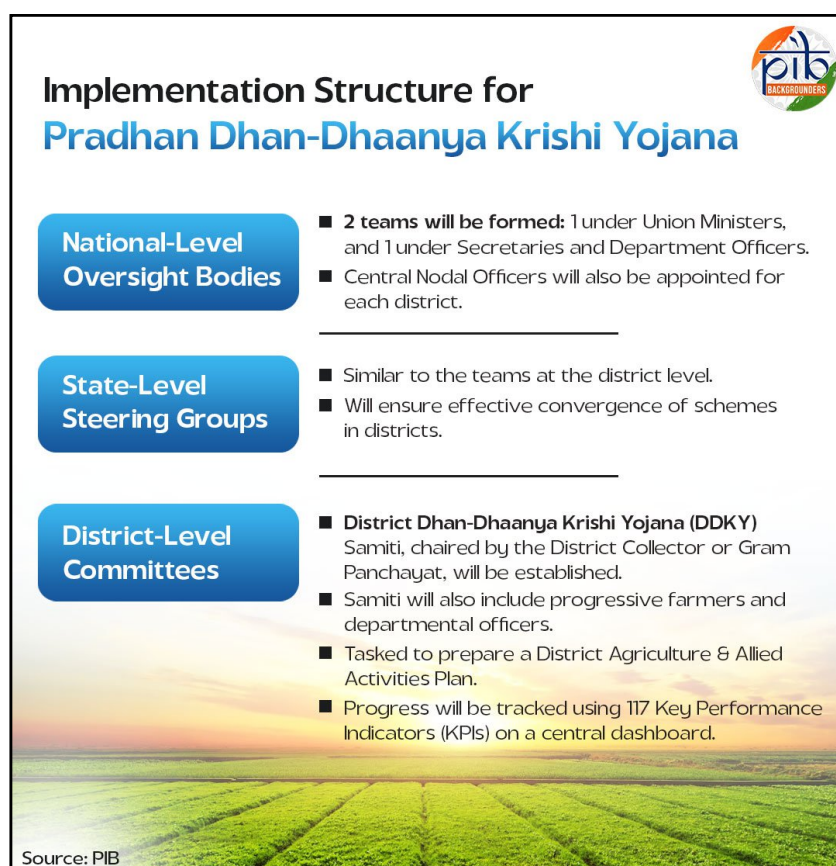 pib
BACKGROUNDERS
Implementation Structure for
Pradhan Dhan-Dhaanya Krishi Yojana
National-Level
Oversight Bodies
■ 2 teams will be formed: 1 under Union Ministers,
and 1 under Secretaries and Department Officers.
■ Central Nodal Officers will also be appointed for
each district.
State-Level
Steering Groups
■ Similar to the teams at the district level.
■ Will ensure effective convergence of schemes
in districts.
District-Level
Committees
■ District Dhan-Dhaanya Krishi Yojana (DDKY)
Samiti, chaired by the District Collector or Gram
Panchayat, will be established.
■ Samiti will also include progressive farmers and
departmental officers.
■ Tasked to prepare a District Agriculture & Allied
Activities Plan.
■ Progress will be tracked using 117 Key Performance
Indicators (KPIs) on a central dashboard.
Source: PIB